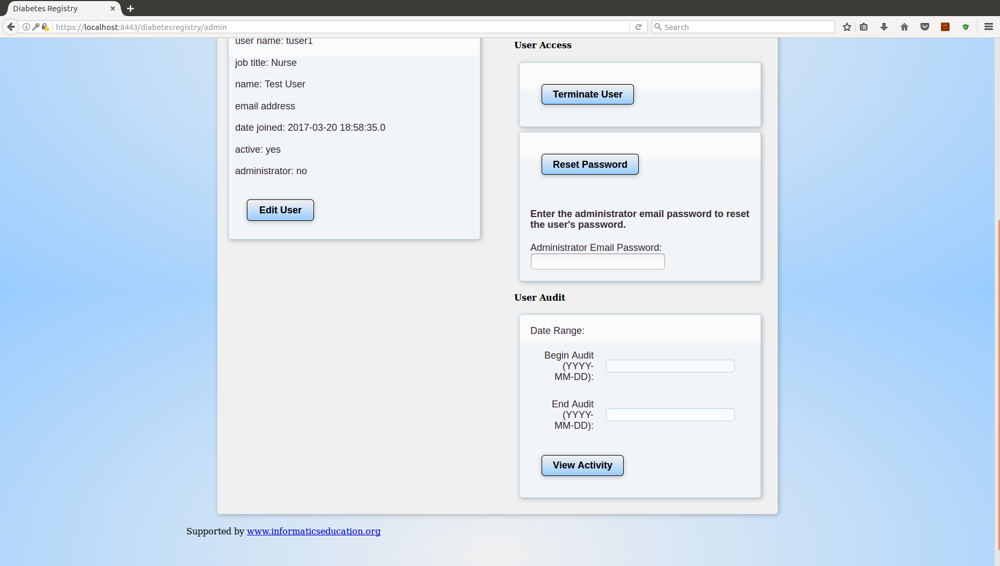 Diabetes Registry
https://localhost:8443/diabetesregistry/admin
Search
user name: tuser1
job title: Nurse
name: Test User
email address
date joined: 2017-03-20 18:58:35.0
active: yes
administrator: no
Edit User
User Access
Terminate User
Reset Password
Enter the administrator email password to reset
the user's password.
Administrator Email Password:
User Audit
Date Range:
Begin Audit
(YYYY-
MM-DD):
End Audit
(YYYY-
MM-DD):
View Activity
Supported by www.informaticseducation.org